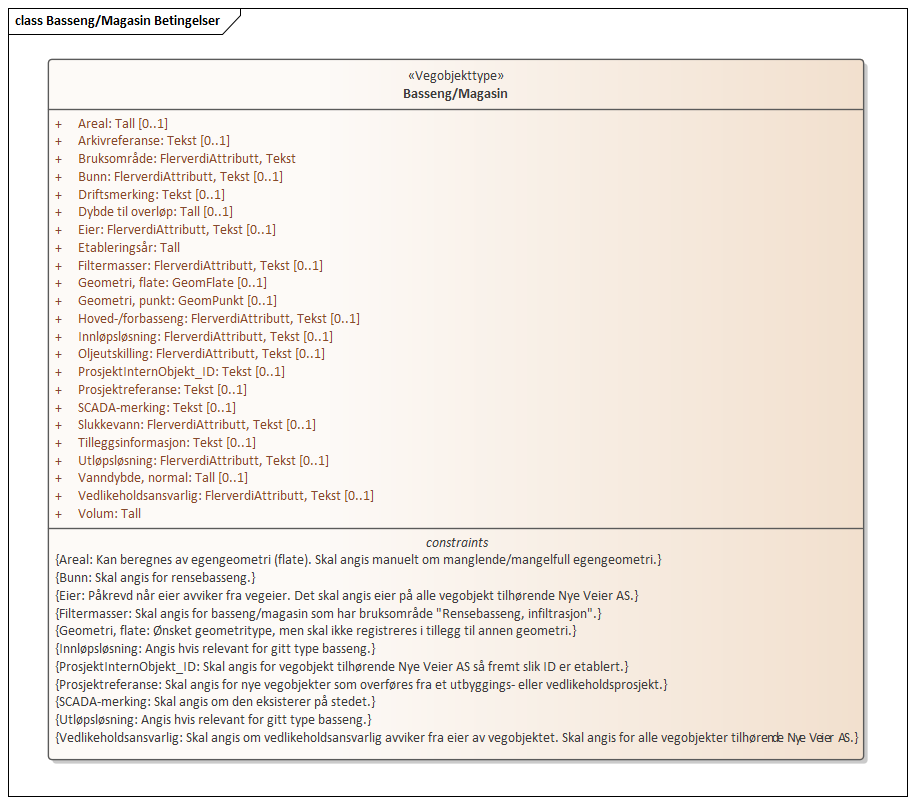 class Basseng/Magasin Betingelser
«Vegobjekttype»
Basseng/Magasin
+ Areal: Tall [0..1]
+ Arkivreferanse: Tekst [0..1]
+ Bruksområde: FlerverdiAttributt, Tekst
+ Bunn: FlerverdiAttributt, Tekst [0..1]
+ Driftsmerking: Tekst [0..1]
+ Dybde til overløp: Tall [0..1]
+ Eier: FlerverdiAttributt, Tekst [0..1]
+ Etableringsår: Tall
+ Filtermasser: FlerverdiAttributt, Tekst [0..1]
+ Geometri, flate: GeomFlate [0..1]
+ Geometri, punkt: GeomPunkt [0..1]
+ Hoved-/forbasseng: FlerverdiAttributt, Tekst [0..1]
+ Innløpsløsning: FlerverdiAttributt, Tekst [0..1]
+ Oljeutskilling: FlerverdiAttributt, Tekst [0..1]
+ ProsjektInternObjekt_ID: Tekst [0..1]
+ Prosjektreferanse: Tekst [0..1]
+ SCADA-merking: Tekst [0..1]
+ Slukkevann: FlerverdiAttributt, Tekst [0..1]
+ Tilleggsinformasjon: Tekst [0..1]
+ Utløpsløsning: FlerverdiAttributt, Tekst [0..1]
+ Vanndybde, normal: Tall [0..1]
+ Vedlikeholdsansvarlig: FlerverdiAttributt, Tekst [0..1]
+ Volum: Tall
constraints
{Areal: Kan beregnes av egengeometri (flate). Skal angis manuelt om manglende/mangelfull egengeometri.}
{Bunn: Skal angis for rensebasseng.}
{Eier: Påkrevd når eier avviker fra vegeier. Det skal angis eier på alle vegobjekt tilhørende Nye Veier AS.}
{Filtermasser: Skal angis for basseng/magasin som har bruksområde "Rensebasseng, infiltrasjon".}
{Geometri, flate: Ønsket geometritype, men skal ikke registreres i tillegg til annen geometri.}
{Innløpsløsning: Angis hvis relevant for gitt type basseng.}
{ProsjektInternObjekt_ID: Skal angis for vegobjekt tilhørende Nye Veier AS så fremt slik ID er etablert.}
{Prosjektreferanse: Skal angis for nye vegobjekter som overføres fra et utbyggings- eller vedlikeholdsprosjekt.}
{SCADA-merking: Skal angis om den eksisterer på stedet.}
{Utløpsløsning: Angis hvis relevant for gitt type basseng.}
{Vedlikeholdsansvarlig: Skal angis om vedlikeholdsansvarlig avviker fra eier av vegobjektet. Skal angis for alle vegobjekter tilhørende Nye Veier AS.}